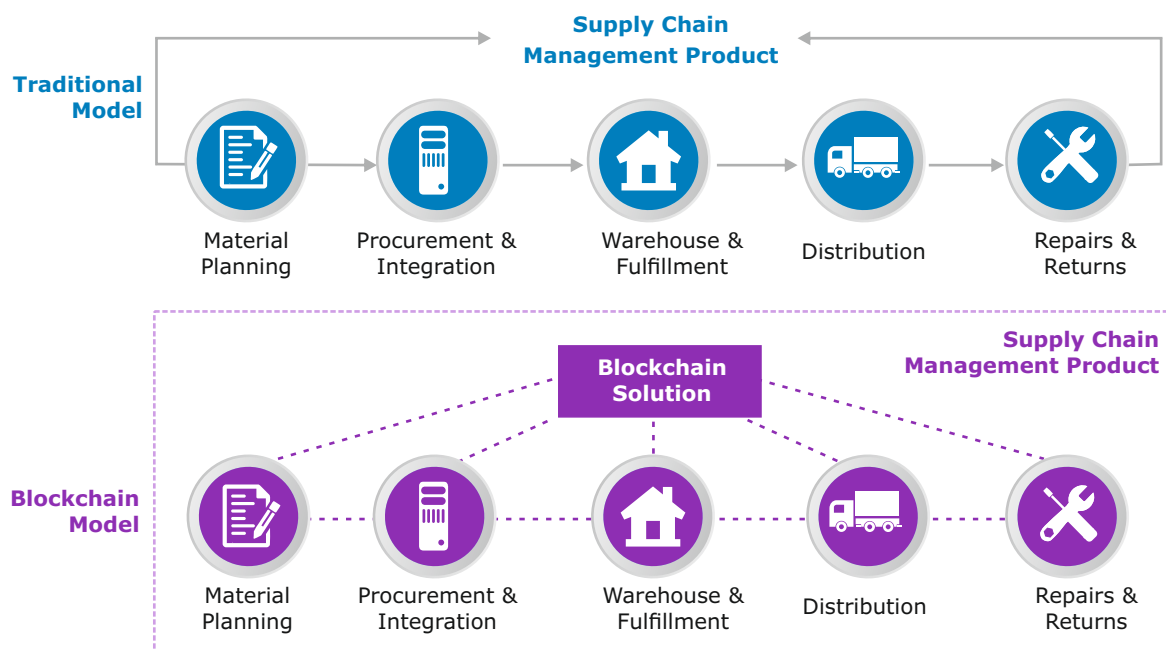 Supply Chain
Management Product
Traditional
Model
Material
Planning
Procurement &
Integration
Warehouse &
Fulfillment
Distribution
Repairs &
Returns
Supply Chain
Management Product
Blockchain
Solution
Blockchain
Model
Material
Planning
Procurement &
Integration
Warehouse &
Fulfillment
Distribution
Repairs &
Returns